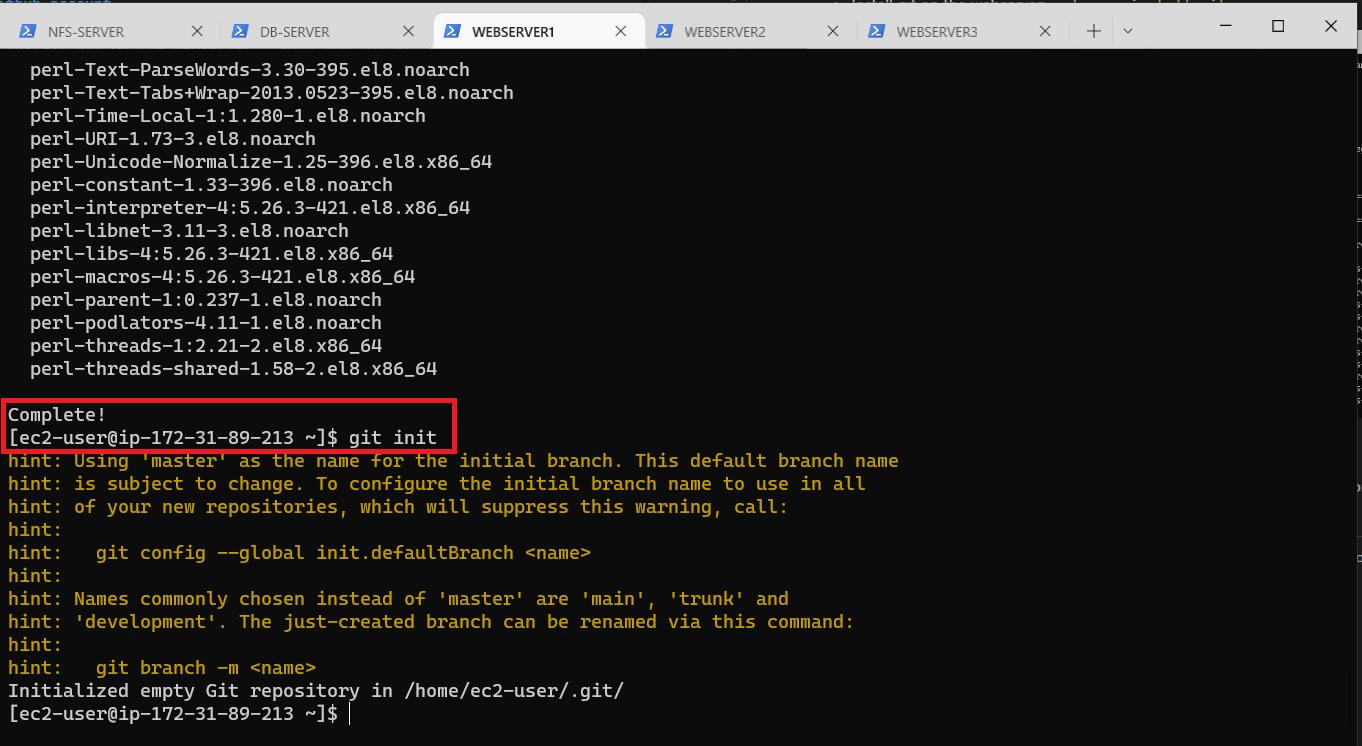 NFS-SERVER DB-SERVER WEBSERVER1 WEBSERVER2 WEBSERVER3
perl-Text-ParseWords-3.30-395.el8.noarch
perl-Text-Tabs+Wrap-2013.0523-395.el8.noarch
perl-Time-Local-1:1.280-1.el8.noarch
perl-URI-1.73-3.el8.noarch
perl-Unicode-Normalize-1.25-396.el8.x86_64
perl-constant-1.33-396.el8.noarch
perl-interpreter-4:5.26.3-421.el8.x86_64
perl-libnet-3.11-3.el8.noarch
perl-libs-4:5.26.3-421.el8.x86_64
perl-macros-4:5.26.3-421.el8.x86_64
perl-parent-1:0.237-1.el8.noarch
perl-podlators-4.11-1.el8.noarch
perl-threads-1:2.21-2.el8.x86_64
perl-threads-shared-1.58-2.el8.x86_64
Complete!
[ec2-user@ip-172-31-89-213 ~]$ git init
hint: Using 'master' as the name for the initial branch. This default branch name
hint: is subject to change. To configure the initial branch name to use in all
hint: of your new repositories, which will suppress this warning, call:
hint:
hint:   git config --global init.defaultBranch <name>
hint:
hint: Names commonly chosen instead of 'master' are 'main', 'trunk' and
hint: 'development'. The just-created branch can be renamed via this command:
hint:
hint:   git branch -m <name>
Initialized empty Git repository in /home/ec2-user/.git/
[ec2-user@ip-172-31-89-213 ~]$